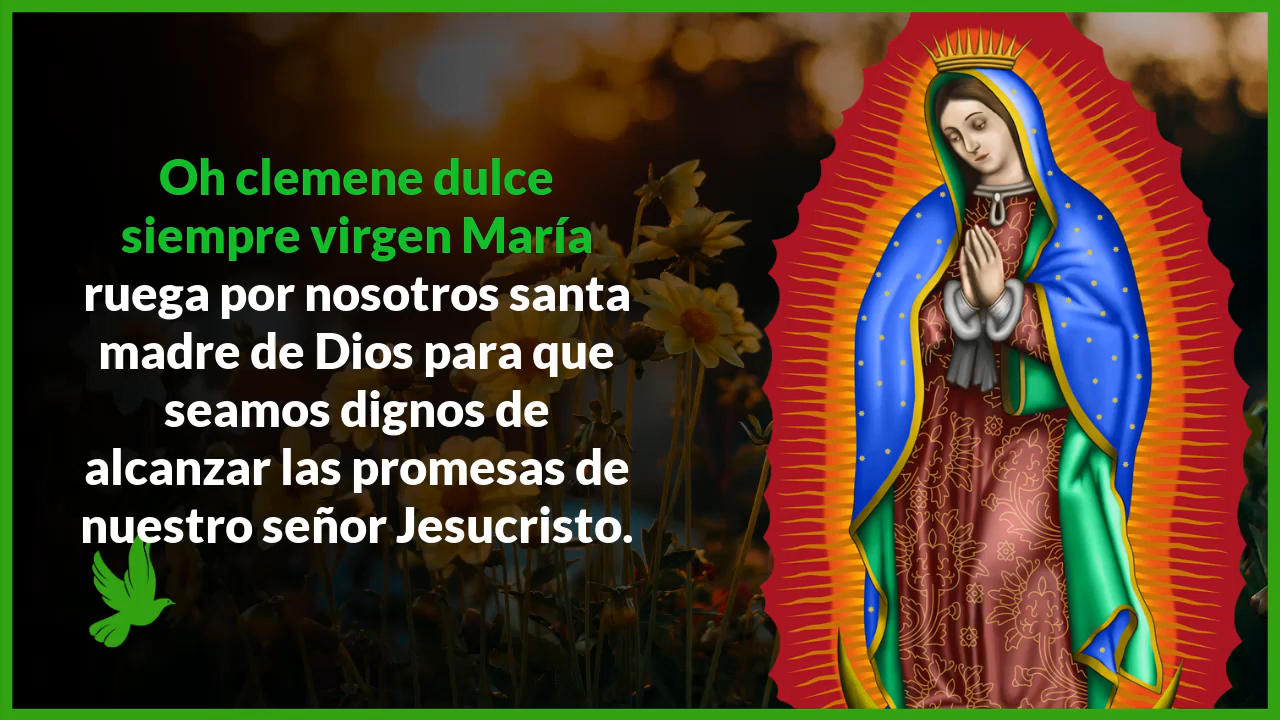 Oh clemene dulce
siempre virgen María
ruega por nosotros santa
madre de Dios para que
seamos dignos de
alcanzar las promesas de
nuestro señor Jesucristo.